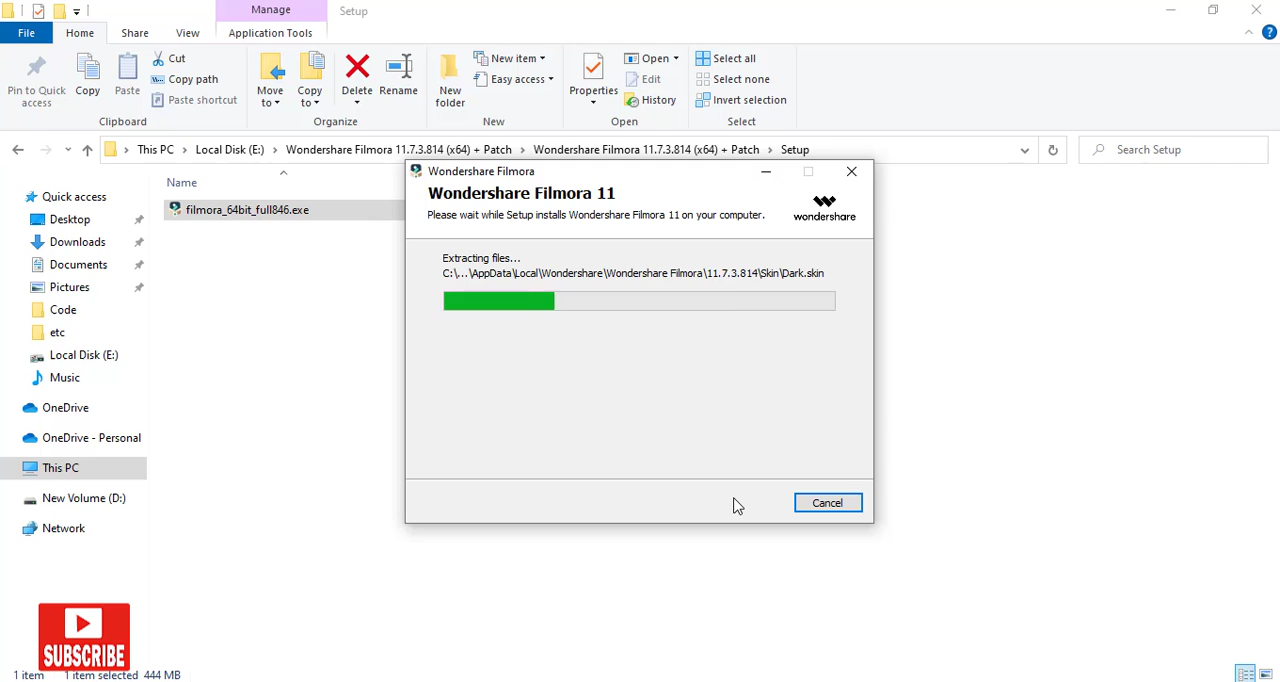 Manage
Setup
File
Home
Share
View
Application Tools
Pin to Quick access
Copy
Paste
Cut
Copy path
Paste shortcut
Clipboard
Move to
Copy to
Delete
Rename
Organize
New folder
New item
Easy access
New
Properties
Open
Edit
History
Open
Select all
Select none
Invert selection
Select
This PC > Local Disk (E:) > Wondershare Filmora 11.7.3.814 (x64) + Patch > Wondershare Filmora 11.7.3.814 (x64) + Patch > Setup
Search Setup
Quick access
Desktop
Downloads
Documents
Pictures
Code
etc
Local Disk (E:)
Music
OneDrive
OneDrive - Personal
This PC
New Volume (D:)
Network
Name
filmora_64bit_full846.exe
Wondershare Filmora
Wondershare Filmora 11
Please wait while Setup installs Wondershare Filmora 11 on your computer.
wondershare
Extracting files...
C:\...\AppData\Local\Wondershare\Wondershare Filmora\11.7.3.814\Skin\Dark.skin
Cancel
SUBSCRIBE
1 item 1 item selected 444 MB